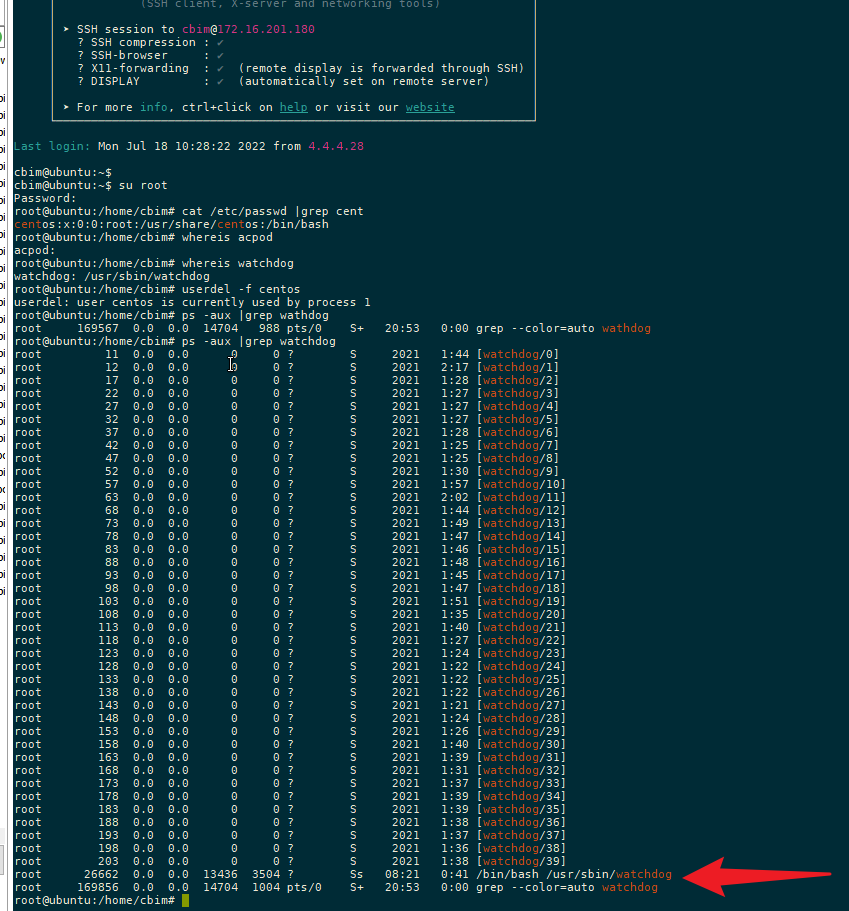 (SSH client, X-server and networking tools)
➤ SSH session to cbim@172.16.201.180
? SSH compression : ✔
? SSH-browser     : ✔
? X11-forwarding  : ✔  (remote display is forwarded through SSH)
? DISPLAY         : ✔  (automatically set on remote server)
➤ For more info, ctrl+click on help or visit our website
Last login: Mon Jul 18 10:28:22 2022 from 4.4.4.28
cbim@ubuntu:~$
cbim@ubuntu:~$ su root
Password:
root@ubuntu:/home/cbim# cat /etc/passwd |grep cent
centos:x:0:0:root:/usr/share/centos:/bin/bash
root@ubuntu:/home/cbim# whereis acpod
acpod:
root@ubuntu:/home/cbim# whereis watchdog
watchdog: /usr/sbin/watchdog
root@ubuntu:/home/cbim# userdel -f centos
userdel: user centos is currently used by process 1
root@ubuntu:/home/cbim# ps -aux |grep wathdog
root     169567  0.0  0.0  14704   988 pts/0    S+   20:53   0:00 grep --color=auto wathdog
root@ubuntu:/home/cbim# ps -aux |grep watchdog
root         11  0.0  0.0      0     0 ?        S    2021   1:44 [watchdog/0]
root         12  0.0  0.0      0     0 ?        S    2021   2:17 [watchdog/1]
root         17  0.0  0.0      0     0 ?        S    2021   1:28 [watchdog/2]
root         22  0.0  0.0      0     0 ?        S    2021   1:27 [watchdog/3]
root         27  0.0  0.0      0     0 ?        S    2021   1:27 [watchdog/4]
root         32  0.0  0.0      0     0 ?        S    2021   1:27 [watchdog/5]
root         37  0.0  0.0      0     0 ?        S    2021   1:28 [watchdog/6]
root         42  0.0  0.0      0     0 ?        S    2021   1:25 [watchdog/7]
root         47  0.0  0.0      0     0 ?        S    2021   1:25 [watchdog/8]
root         52  0.0  0.0      0     0 ?        S    2021   1:30 [watchdog/9]
root         57  0.0  0.0      0     0 ?        S    2021   1:57 [watchdog/10]
root         63  0.0  0.0      0     0 ?        S    2021   2:02 [watchdog/11]
root         68  0.0  0.0      0     0 ?        S    2021   1:44 [watchdog/12]
root         73  0.0  0.0      0     0 ?        S    2021   1:49 [watchdog/13]
root         78  0.0  0.0      0     0 ?        S    2021   1:47 [watchdog/14]
root         83  0.0  0.0      0     0 ?        S    2021   1:46 [watchdog/15]
root         88  0.0  0.0      0     0 ?        S    2021   1:48 [watchdog/16]
root         93  0.0  0.0      0     0 ?        S    2021   1:45 [watchdog/17]
root         98  0.0  0.0      0     0 ?        S    2021   1:47 [watchdog/18]
root        103  0.0  0.0      0     0 ?        S    2021   1:51 [watchdog/19]
root        108  0.0  0.0      0     0 ?        S    2021   1:35 [watchdog/20]
root        113  0.0  0.0      0     0 ?        S    2021   1:40 [watchdog/21]
root        118  0.0  0.0      0     0 ?        S    2021   1:27 [watchdog/22]
root        123  0.0  0.0      0     0 ?        S    2021   1:24 [watchdog/23]
root        128  0.0  0.0      0     0 ?        S    2021   1:22 [watchdog/24]
root        133  0.0  0.0      0     0 ?        S    2021   1:22 [watchdog/25]
root        138  0.0  0.0      0     0 ?        S    2021   1:22 [watchdog/26]
root        143  0.0  0.0      0     0 ?        S    2021   1:21 [watchdog/27]
root        148  0.0  0.0      0     0 ?        S    2021   1:24 [watchdog/28]
root        153  0.0  0.0      0     0 ?        S    2021   1:26 [watchdog/29]
root        158  0.0  0.0      0     0 ?        S    2021   1:40 [watchdog/30]
root        163  0.0  0.0      0     0 ?        S    2021   1:39 [watchdog/31]
root        168  0.0  0.0      0     0 ?        S    2021   1:31 [watchdog/32]
root        173  0.0  0.0      0     0 ?        S    2021   1:37 [watchdog/33]
root        178  0.0  0.0      0     0 ?        S    2021   1:39 [watchdog/34]
root        183  0.0  0.0      0     0 ?        S    2021   1:39 [watchdog/35]
root        188  0.0  0.0      0     0 ?        S    2021   1:38 [watchdog/36]
root        193  0.0  0.0      0     0 ?        S    2021   1:37 [watchdog/37]
root        198  0.0  0.0      0     0 ?        S    2021   1:36 [watchdog/38]
root        203  0.0  0.0      0     0 ?        S    2021   1:38 [watchdog/39]
root      26662  0.0  0.0  13436  3504 ?        Ss   08:21   0:41 /bin/bash /usr/sbin/watchdog
root     169856  0.0  0.0  14704  1004 pts/0    S+   20:53   0:00 grep --color=auto watchdog
root@ubuntu:/home/cbim#